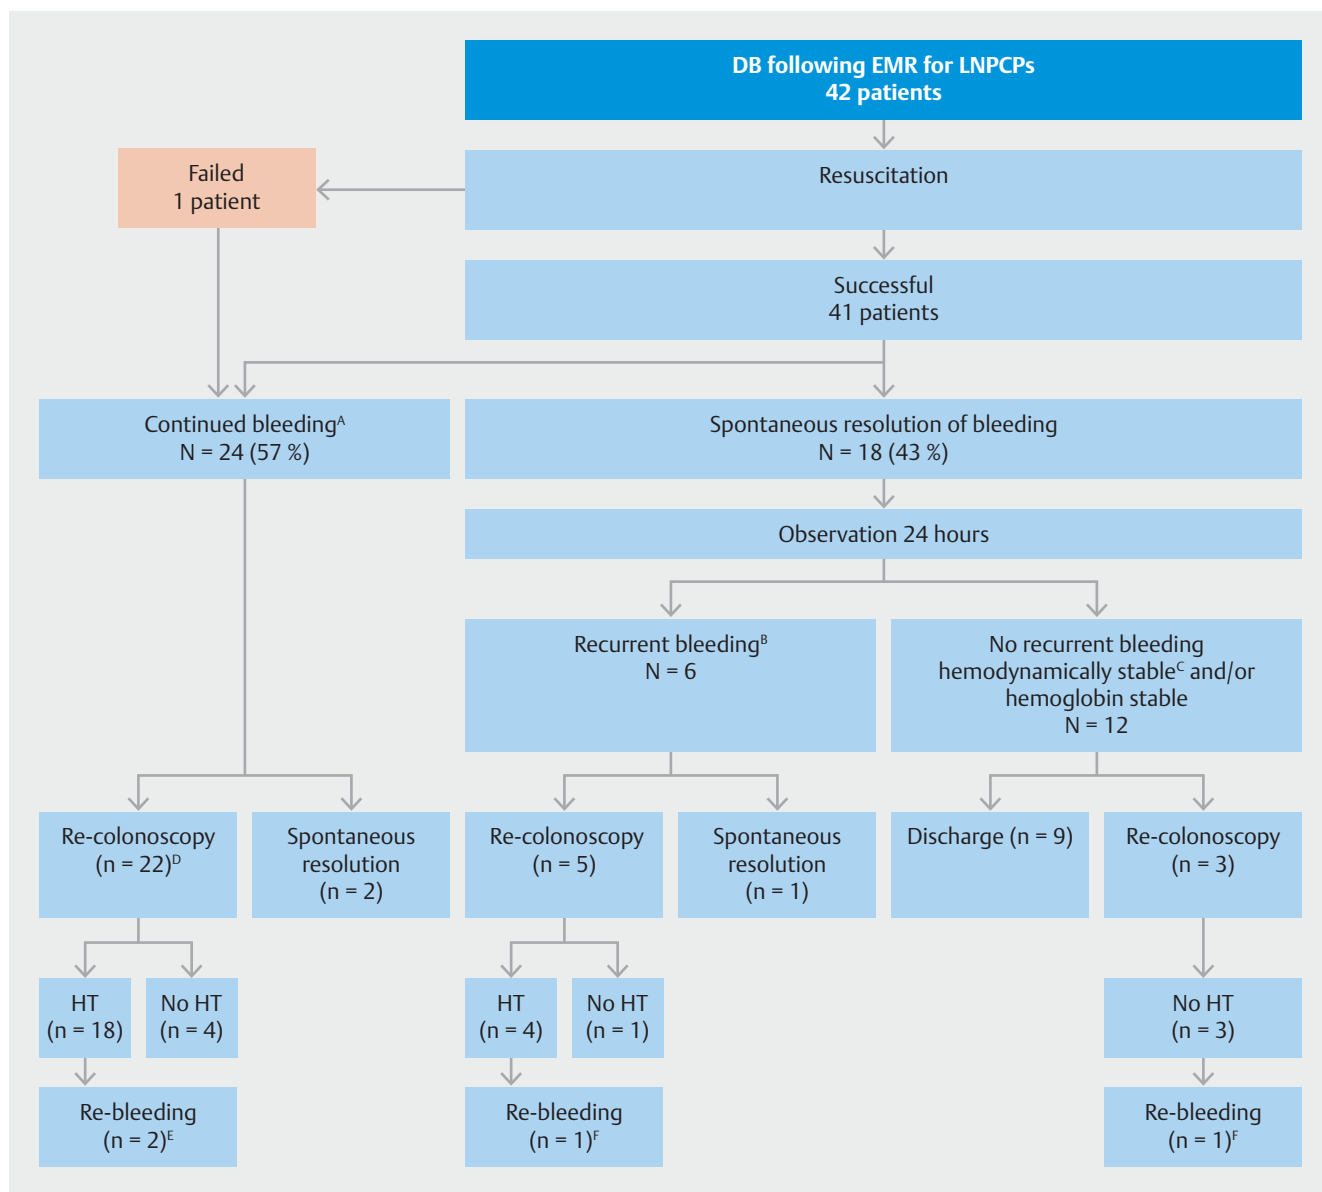 DB following EMR for LNPCPs
42 patients
Failed
1 patient
Resuscitation
Successful
41 patients
Continued bleedingᴬ
N = 24 (57 %)
Spontaneous resolution of bleeding
N = 18 (43 %)
Observation 24 hours
Recurrent bleedingᴮ
N = 6
No recurrent bleeding
hemodynamically stableᶜ and/or
hemoglobin stable
N = 12
Re-colonoscopy
(n = 22)ᴰ
Spontaneous
resolution
(n = 2)
Re-colonoscopy
(n = 5)
Spontaneous
resolution
(n = 1)
Discharge (n = 9)
Re-colonoscopy
(n = 3)
HT
(n = 18)
No HT
(n = 4)
HT
(n = 4)
No HT
(n = 1)
No HT
(n = 3)
Re-bleeding
(n = 2)ᴱ
Re-bleeding
(n = 1)ᶠ
Re-bleeding
(n = 1)ᶠ